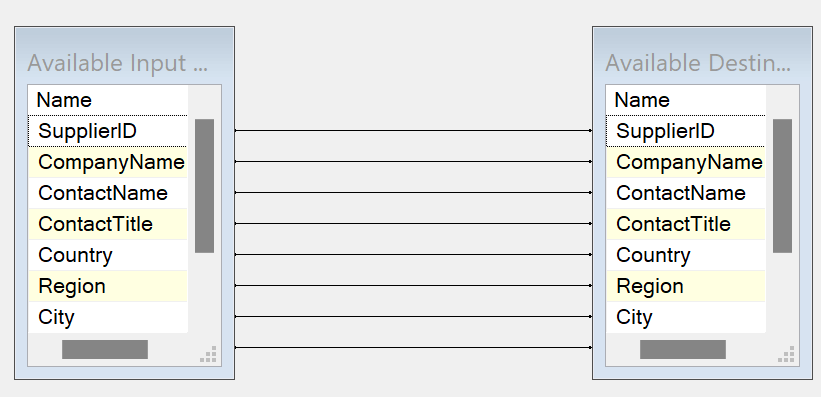 Available Input ...
Name
SupplierID
CompanyName
ContactName
ContactTitle
Country
Region
City
Available Destin...
Name
SupplierID
CompanyName
ContactName
ContactTitle
Country
Region
City